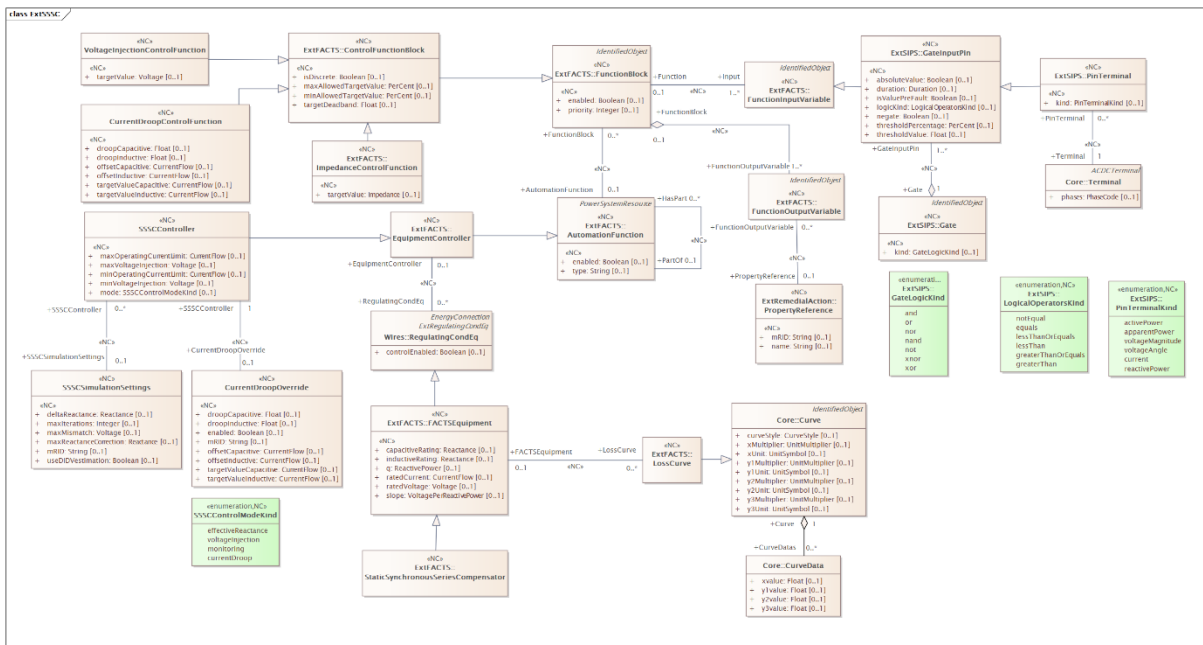 class ExtSSSC
«NC»
VoltageInjectionControlFunction
+ targetValue: Voltage [0..1]
«NC»
ExtFACTS::ControlFunctionBlock
«NC»
+ isDiscrete: Boolean [0..1]
+ maxAllowedTargetValue: PerCent [0..1]
+ minAllowedTargetValue: PerCent [0..1]
+ targetDeadband: Float [0..1]
IdentifiedObject
«NC»
ExtFACTS::FunctionBlock
«NC»
+ enabled: Boolean [0..1]
+ priority: Integer [0..1]
+Function
+Input
0..1
«NC»
1..*
IdentifiedObject
«NC»
ExtFACTS::
FunctionInputVariable
«NC»
ExtSIPS::GateInputPin
«NC»
+ absoluteValue: Boolean [0..1]
+ duration: Duration [0..1]
+ isValuePreFault: Boolean [0..1]
+ logicKind: LogicalOperatorsKind [0..1]
+ negate: Boolean [0..1]
+ thresholdPercentage: PerCent [0..1]
+ thresholdValue: Float [0..1]
«NC»
ExtSIPS::PinTerminal
«NC»
+ kind: PinTerminalKind [0..1]
+PinTerminal
0..*
«NC»
+Terminal
1
ACDCTerminal
«NC»
Core::Terminal
+ phases: PhaseCode [0..1]
«NC»
CurrentDroopControlFunction
«NC»
+ droopCapacitive: Float [0..1]
+ droopInductive: Float [0..1]
+ offsetCapacitive: CurrentFlow [0..1]
+ offsetInductive: CurrentFlow [0..1]
+ targetValueCapacitive: CurrentFlow [0..1]
+ targetValueInductive: CurrentFlow [0..1]
«NC»
ExtFACTS::
ImpedanceControlFunction
«NC»
+ targetValue: Impedance [0..1]
+FunctionBlock
0..*
0..1
+FunctionBlock
«NC»
«NC»
+AutomationFunction
0..1
+FunctionOutputVariable
1..*
IdentifiedObject
«NC»
ExtFACTS::
FunctionOutputVariable
+GateInputPin
1..*
«NC»
+Gate
1
IdentifiedObject
«NC»
ExtSIPS::Gate
«NC»
+ kind: GateLogicKind [0..1]
«NC»
SSSCController
«NC»
+ maxOperatingCurrentLimit: CurrentFlow [0..1]
+ maxVoltageInjection: Voltage [0..1]
+ minOperatingCurrentLimit: CurrentFlow [0..1]
+ minVoltageInjection: Voltage [0..1]
+ mode: SSSCControlModeKind [0..1]
«NC»
ExtFACTS::
EquipmentController
PowerSystemResource
«NC»
ExtFACTS::
AutomationFunction
«NC»
+ enabled: Boolean [0..1]
+ type: String [0..1]
+HasPart 0..*
«NC»
+PartOf 0..1
+FunctionOutputVariable
0..*
«NC»
+PropertyReference
0..1
«NC»
ExtRemedialAction::
PropertyReference
«NC»
+ mRID: String [0..1]
+ name: String [0..1]
+EquipmentController
0..1
«NC»
+RegulatingCondEq
0..*
EnergyConnection
ExtRegulatingCondEq
«NC»
Wires::RegulatingCondEq
+ controlEnabled: Boolean [0..1]
+SSSCController
0..*
+SSSCController
1
«NC»
«NC»
+SSSCSimulationSettings
0..1
+CurrentDroopOverride
0..1
«NC»
SSSCSimulationSettings
«NC»
+ deltaReactance: Reactance [0..1]
+ maxIterations: Integer [0..1]
+ maxMismatch: Voltage [0..1]
+ maxReactanceCorrection: Reactance [0..1]
+ mRID: String [0..1]
+ useDIDVestimation: Boolean [0..1]
«NC»
CurrentDroopOverride
«NC»
+ droopCapacitive: Float [0..1]
+ droopInductive: Float [0..1]
+ enabled: Boolean [0..1]
+ mRID: String [0..1]
+ offsetCapacitive: CurrentFlow [0..1]
+ offsetInductive: CurrentFlow [0..1]
+ targetValueCapacitive: CurrentFlow [0..1]
+ targetValueInductive: CurrentFlow [0..1]
«enumeration,NC»
SSSCControlModeKind
effectiveReactance
voltageInjection
monitoring
currentDroop
«NC»
ExtFACTS::FACTSEquipment
«NC»
+ capacitiveRating: Reactance [0..1]
+ inductiveRating: Reactance [0..1]
+ q: ReactivePower [0..1]
+ ratedCurrent: CurrentFlow [0..1]
+ ratedVoltage: Voltage [0..1]
+ slope: VoltagePerReactivePower [0..1]
+FACTSEquipment
0..1
«NC»
+LossCurve
0..*
«NC»
ExtFACTS::
LossCurve
IdentifiedObject
«NC»
Core::Curve
+ curveStyle: CurveStyle [0..1]
+ xMultiplier: UnitMultiplier [0..1]
+ xUnit: UnitSymbol [0..1]
+ y1Multiplier: UnitMultiplier [0..1]
+ y1Unit: UnitSymbol [0..1]
+ y2Multiplier: UnitMultiplier [0..1]
+ y2Unit: UnitSymbol [0..1]
+ y3Multiplier: UnitMultiplier [0..1]
+ y3Unit: UnitSymbol [0..1]
+Curve
1
+CurveDatas
0..*
«NC»
Core::CurveData
+ xvalue: Float [0..1]
+ y1value: Float [0..1]
+ y2value: Float [0..1]
+ y3value: Float [0..1]
«NC»
ExtFACTS::
StaticSynchronousSeriesCompensator
«enumerati...
ExtSIPS::
GateLogicKind
and
or
nor
nand
not
xnor
xor
«enumeration,NC»
ExtSIPS::
LogicalOperatorsKind
notEqual
equals
lessThanOrEquals
lessThan
greaterThanOrEquals
greaterThan
«enumeration,NC»
ExtSIPS::
PinTerminalKind
activePower
apparentPower
voltageMagnitude
voltageAngle
current
reactivePower